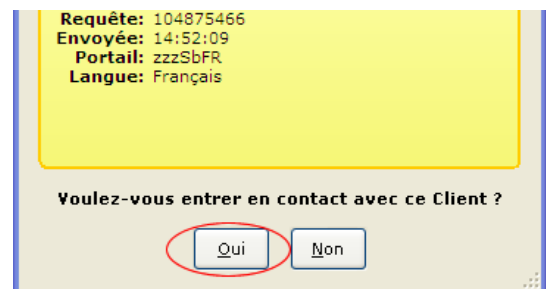 Requête: 104875466
Envoyée: 14:52:09
Portail: zzzSbFR
Langue: Français
Voulez-vous entrer en contact avec ce Client ?
Oui Non